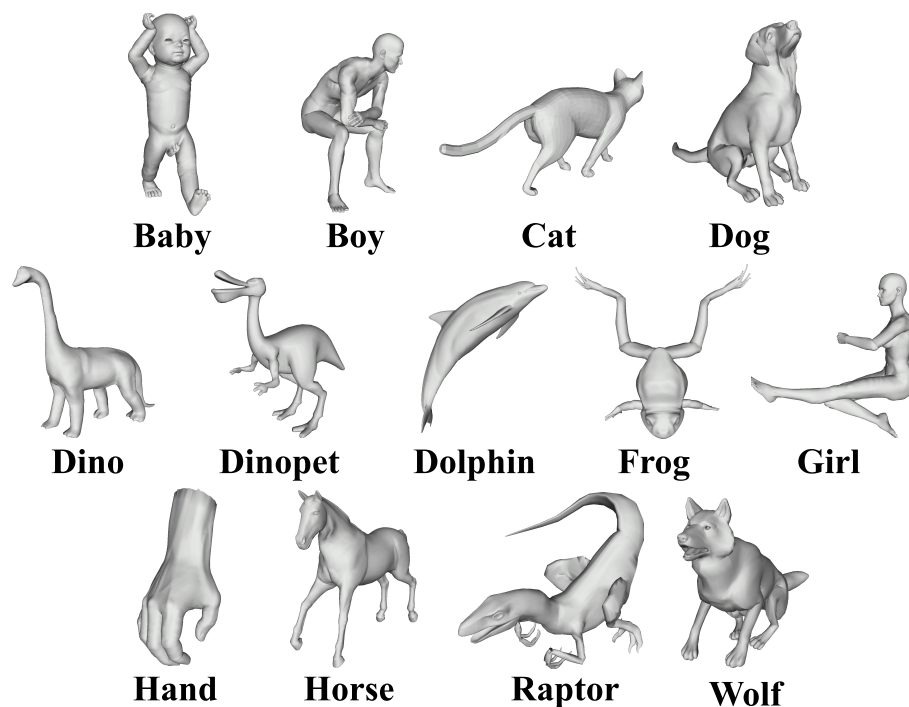 Baby Boy Cat Dog
Dino Dinopet Dolphin Frog Girl
Hand Horse Raptor Wolf